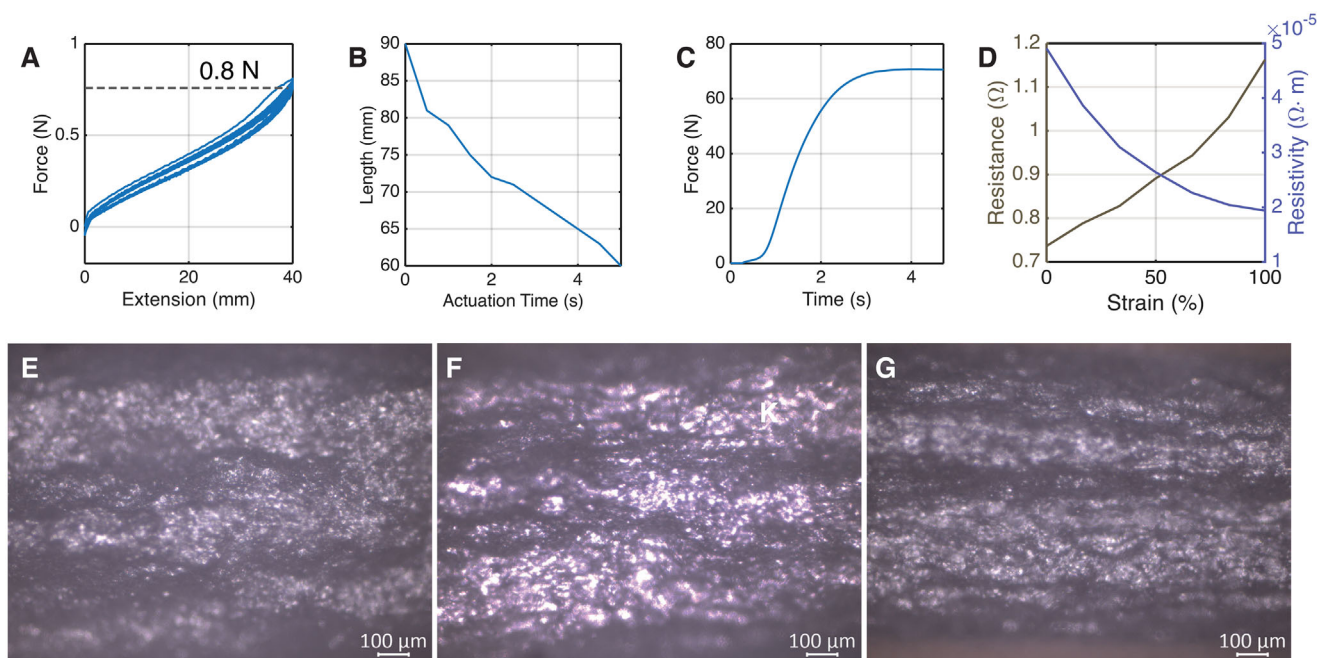 A
0.8 N
1
0.5
0
Force (N)
0
20
40
Extension (mm)
B
90
85
80
75
70
65
60
Length (mm)
0
2
4
Actuation Time (s)
C
80
60
40
20
0
Force (N)
0
2
4
Time (s)
D
×10⁻⁵
1.2
1.1
1
0.9
0.8
0.7
Resistance (Ω)
5
4
3
2
1
Resistivity (Ω· m)
0
50
100
Strain (%)
E
100 µm
F
K
100 µm
G
100 µm